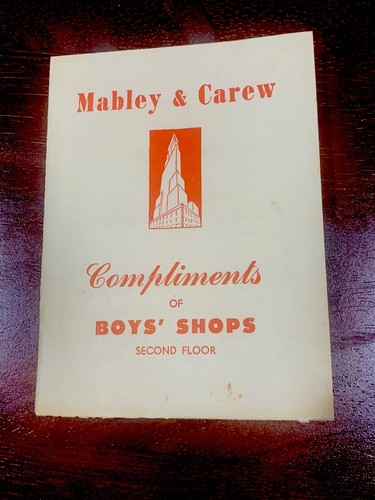 Mabley & Carew
Compliments
OF
BOYS' SHOPS
SECOND FLOOR